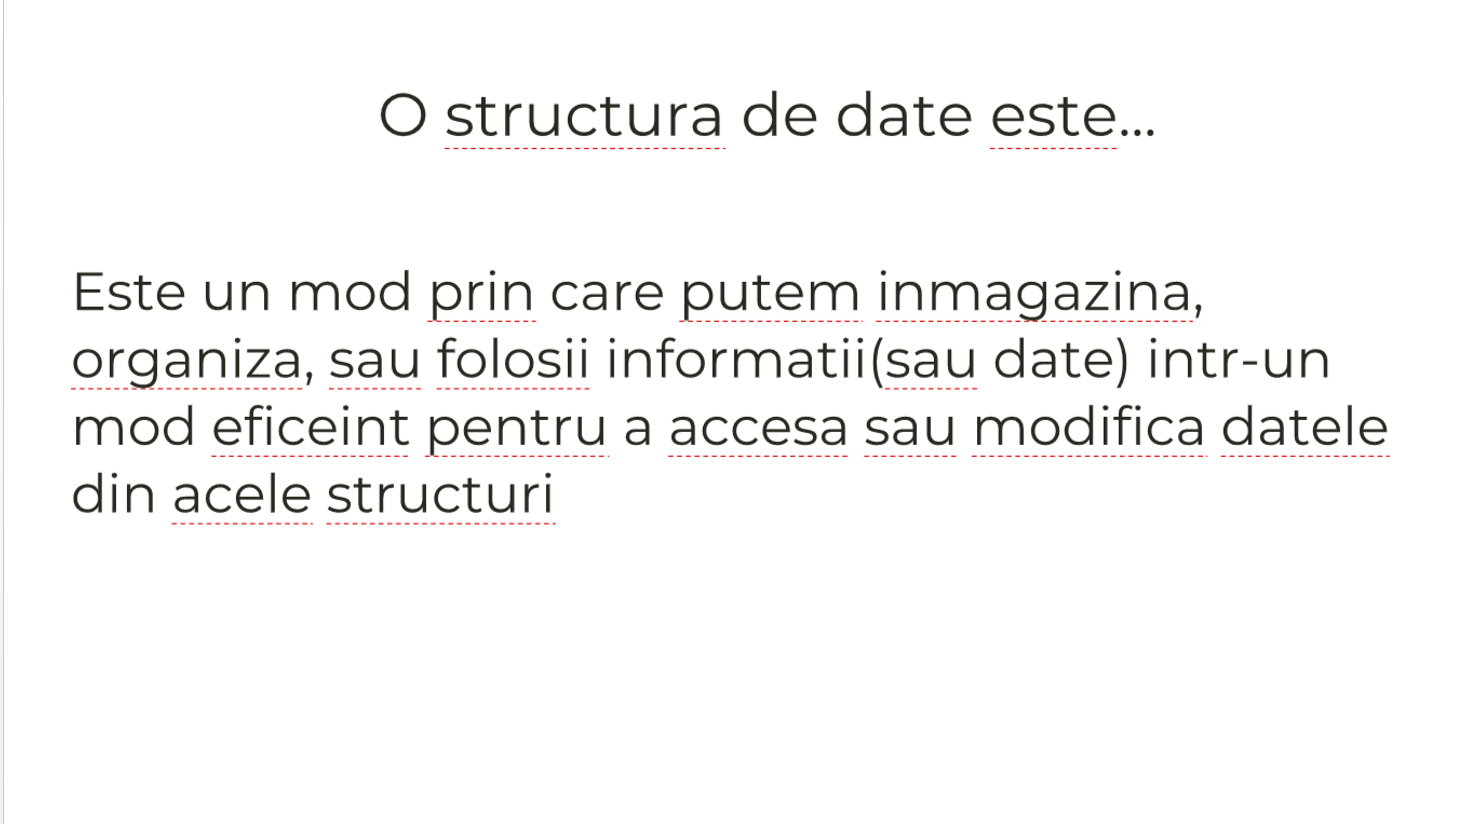 O structura de date este...
Este un mod prin care putem inmagazina,
organiza, sau folosii informatii(sau date) intr-un
mod eficeint pentru a accesa sau modifica datele
din acele structuri